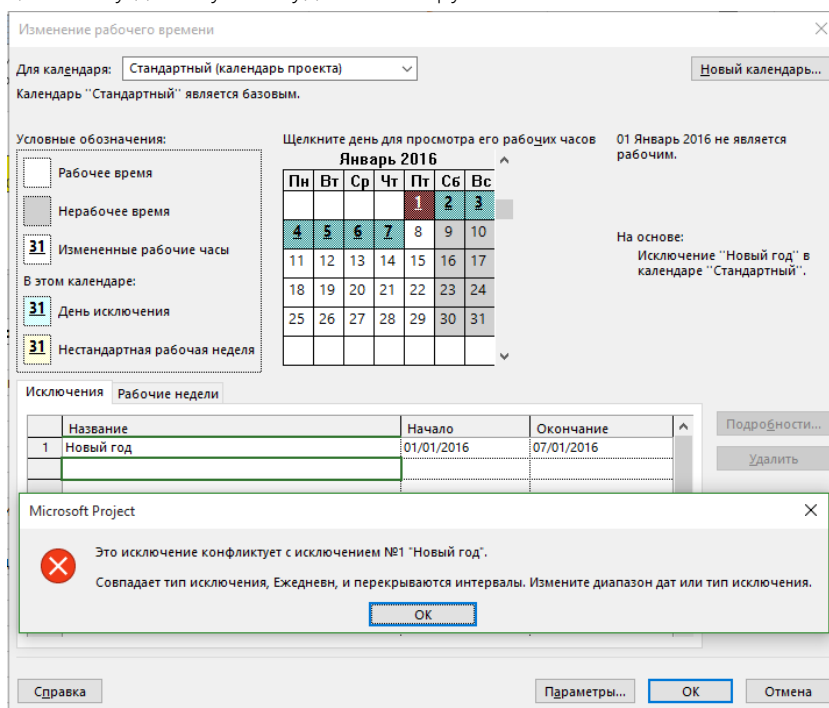 Изменение рабочего времени
Для календаря: Стандартный (календарь проекта) Новый календарь...
Календарь "Стандартный" является базовым.
Условные обозначения:
Рабочее время
Нерабочее время
31 Измененные рабочие часы
В этом календаре:
31 День исключения
31 Нестандартная рабочая неделя
Щелкните день для просмотра его рабочих часов
Январь 2016
Пн Вт Ср Чт Пт Сб Вс
1 2 3
4 5 6 7 8 9 10
11 12 13 14 15 16 17
18 19 20 21 22 23 24
25 26 27 28 29 30 31
01 Январь 2016 не является
рабочим.
На основе:
Исключение "Новый год" в
календаре "Стандартный".
Исключения Рабочие недели
Название Начало Окончание
1 Новый год 01/01/2016 07/01/2016
Подробности...
Удалить
Microsoft Project
Это исключение конфликтует с исключением №1 "Новый год".
Совпадает тип исключения, Ежедневн, и перекрываются интервалы. Измените диапазон дат или тип исключения.
ОК
Справка Параметры... ОК Отмена